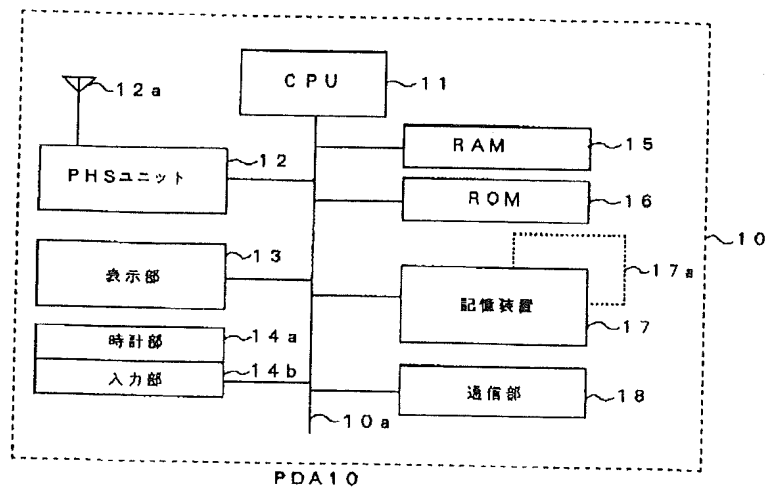 CPU
11
12a
RAM
15
PHSユニット
12
ROM
16
10
表示部
13
17a
記憶装置
17
時計部
14a
入力部
14b
通信部
18
10a
PDA10